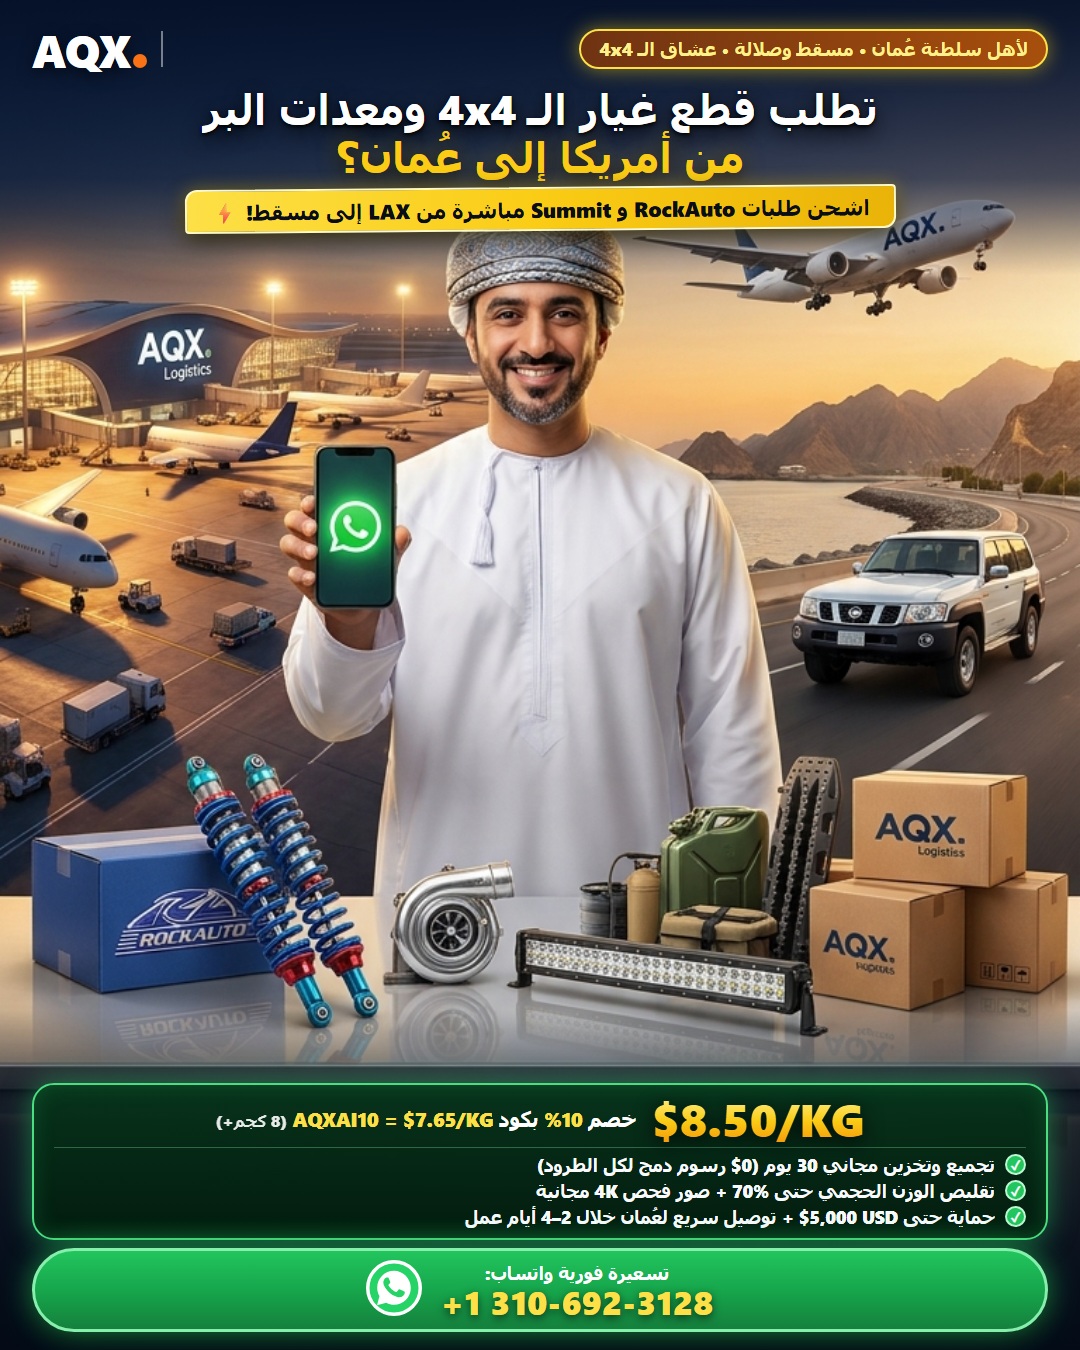 AQX.
لأهل سلطنة عُمان • مسقط وصلالة • عشاق الـ 4x4
تطلب قطع غيار الـ 4x4 ومعدات البر
من أمريكا إلى عُمان؟
اشحن طلبات RockAuto و Summit مباشرة من LAX إلى مسقط! ⚡
AQX.
AQX.
Logistics
ROCKAUTO
AQX.
Logistiss
AQX.
$8.50/KG خصم 10% بكود AQXAI10 = $7.65/KG (8 كجم+)
تجميع وتخزين مجاني 30 يوم (0$ رسوم دمج لكل الطرود)
تقليص الوزن الحجمي حتى 70% + صور فحص 4K مجانية
حماية حتى 5,000 USD$ + توصيل سريع لعُمان خلال 2–4 أيام عمل
تسعيرة فورية واتساب:
+1 310-692-3128